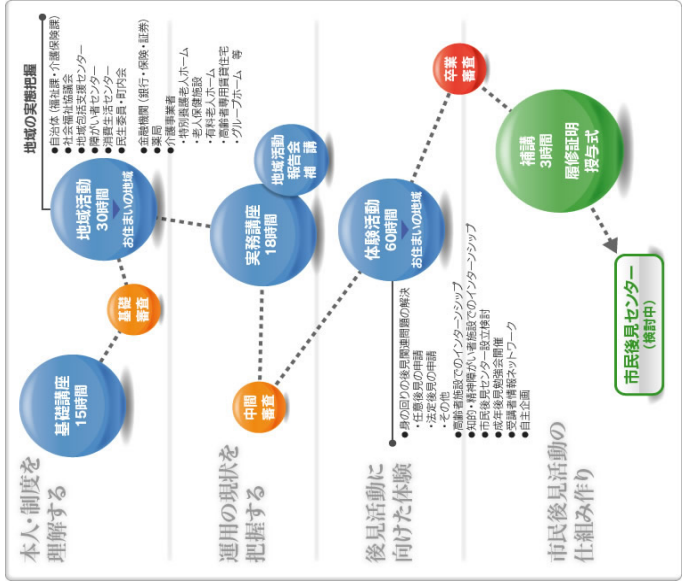 本人・制度を
理解する
基礎講座
15時間
基礎
審査
地域活動
30時間
お住まいの地域
地域の実態把握
●自治体（福祉課・介護保険課）
●社会福祉協議会
●地域包括支援センター
●障がい者センター
●消費生活センター
●民生委員・町内会
●金融機関（銀行・保険・証券）
●薬局
●介護事業者
・特別養護老人ホーム
・老人保健施設
・有料老人ホーム
・高齢者専用賃貸住宅
・グループホーム　等
運用の現状を
把握する
実務講座
18時間
地域活動
報告会
補　講
中間
審査
後見活動に
向けた体験
体験活動
60時間
お住まいの地域
●身の回りの後見関連問題の解決
・任意後見の申請
・法定後見の申請
・その他
●高齢者施設でのインターンシップ
●知的・精神障がい者施設でのインターンシップ
●市民後見センター設立検討
●成年後見勉強会開催
●受講者情報ネットワーク
●自主企画
卒業
審査
市民後見活動の
仕組み作り
補講
3時間
履修証明
授与式
市民後見センター
（検討中）